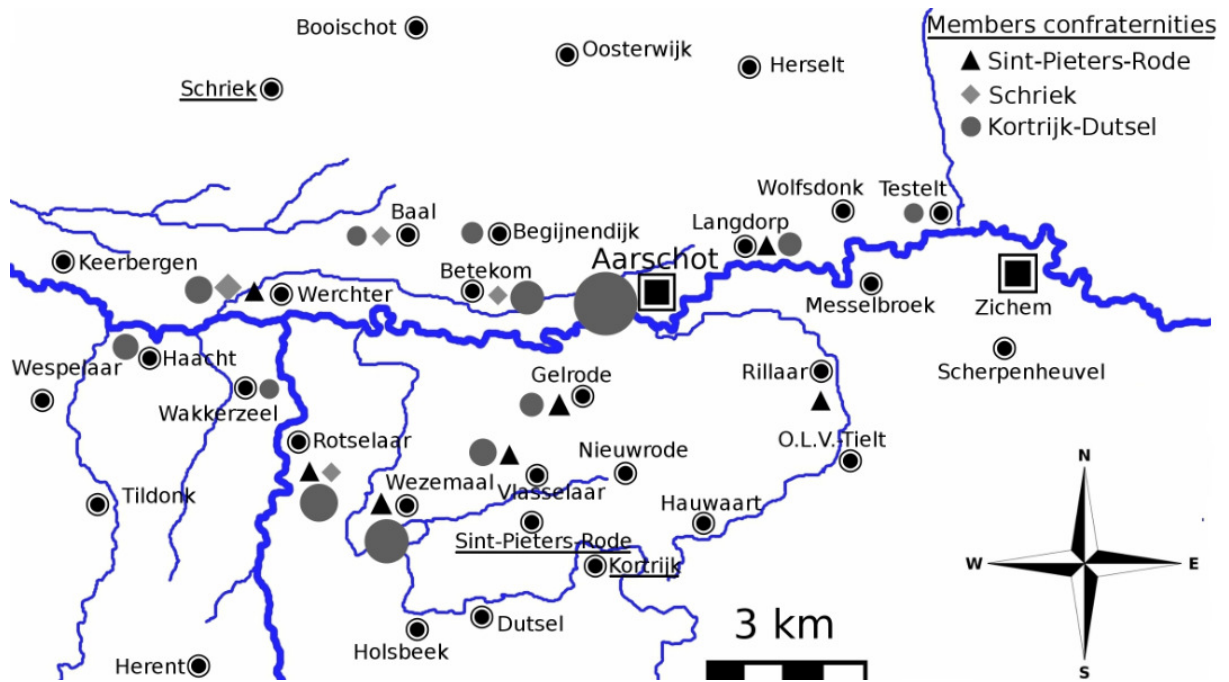 Members confraternities
Sint-Pieters-Rode
Schriek
Kortrijk-Dutsel
Booischot
Oosterwijk
Herselt
Schriek
Wolfsdonk
Testelt
Baal
Begijnendijk
Langdorp
Keerbergen
Betekom
Aarschot
Werchter
Messelbroek
Zichem
Haacht
Wespelaar
Gelrode
Rillaar
Scherpenheuvel
Wakkerzeel
Rotselaar
Nieuwrode
O.L.V.-Tielt
Wezemaal
Vlasselaar
Tildonk
Hauwaart
Sint-Pieters-Rode
Kortrijk
N
W
E
S
Dutsel
Holsbeek
3 km
Herent